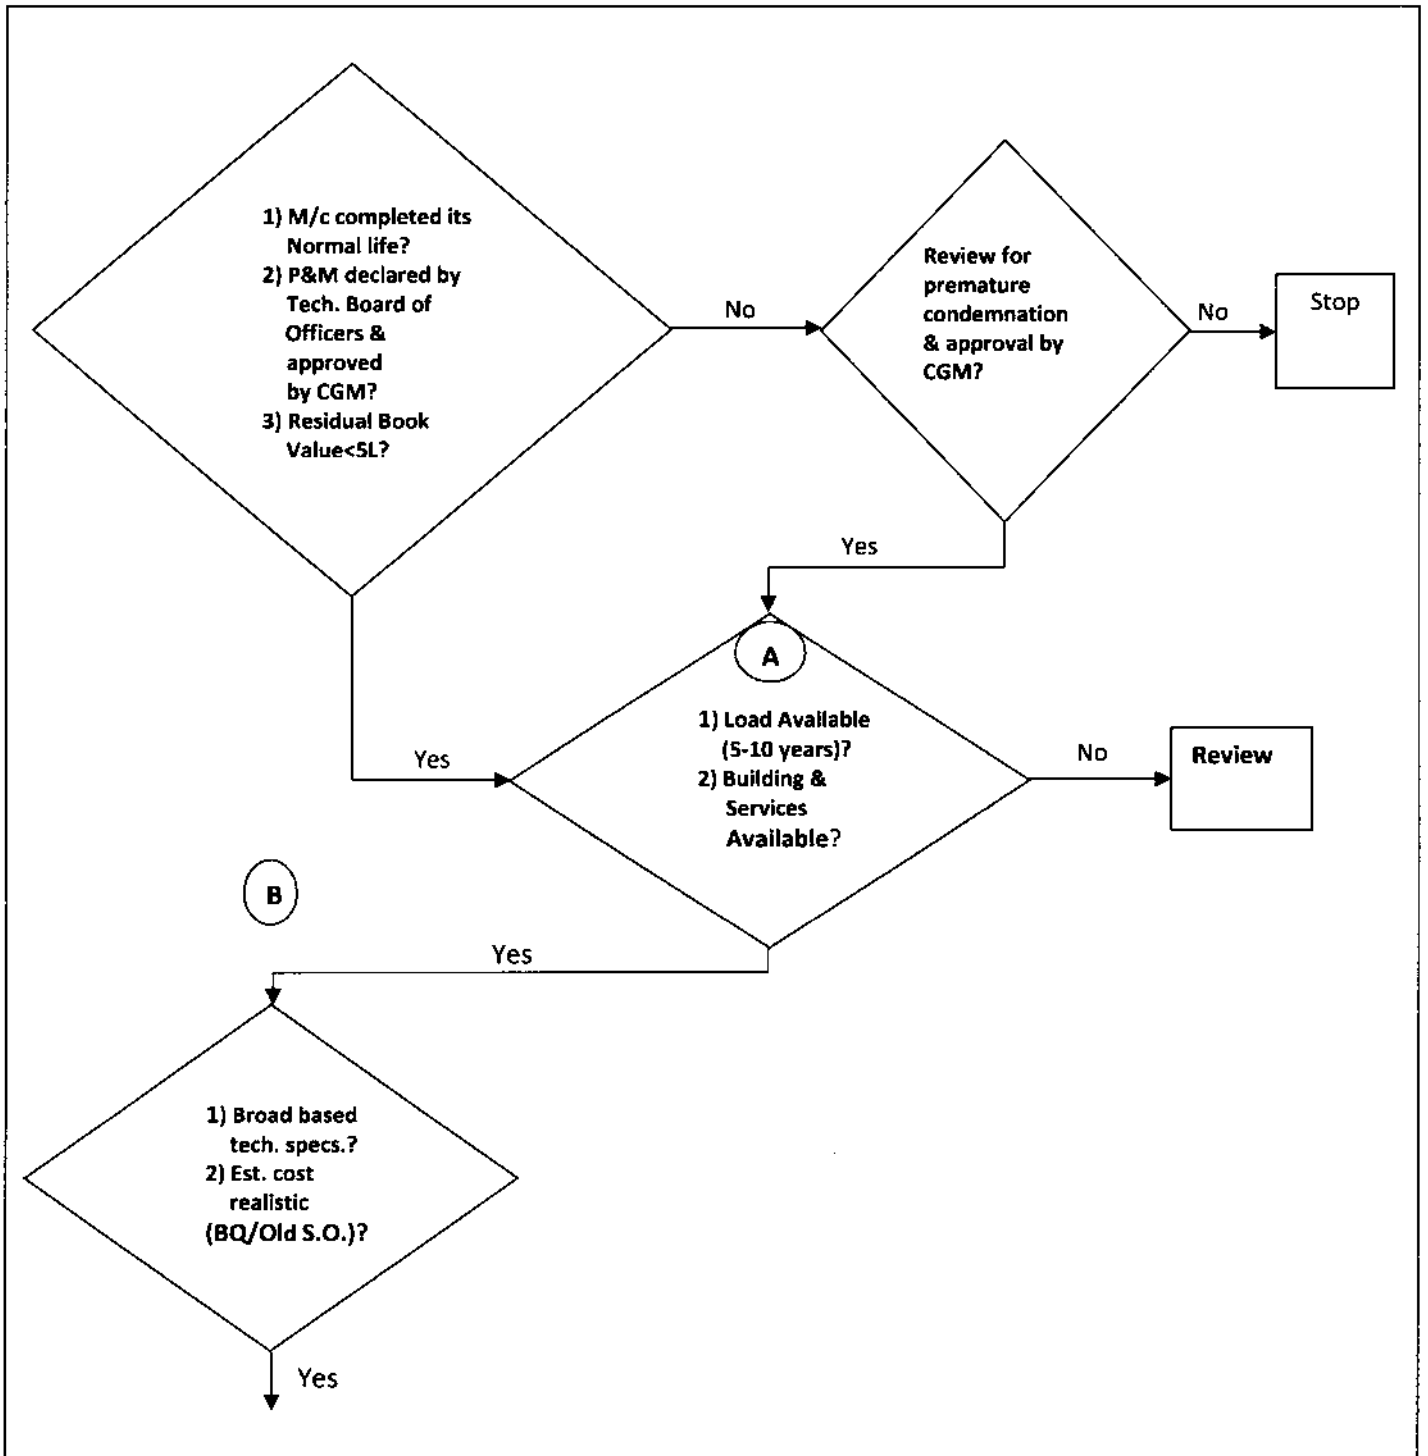 1) M/c completed its
Normal life?
2) P&M declared by
Tech. Board of
Officers &
approved
by CGM?
3) Residual Book
Value<5L?
No
Review for
premature
condemnation
& approval by
CGM?
No
Stop
Yes
A
1) Load Available
(5-10 years)?
2) Building &
Services
Available?
Yes
No
Review
B
Yes
1) Broad based
tech. specs.?
2) Est. cost
realistic
(BQ/Old S.O.)?
Yes